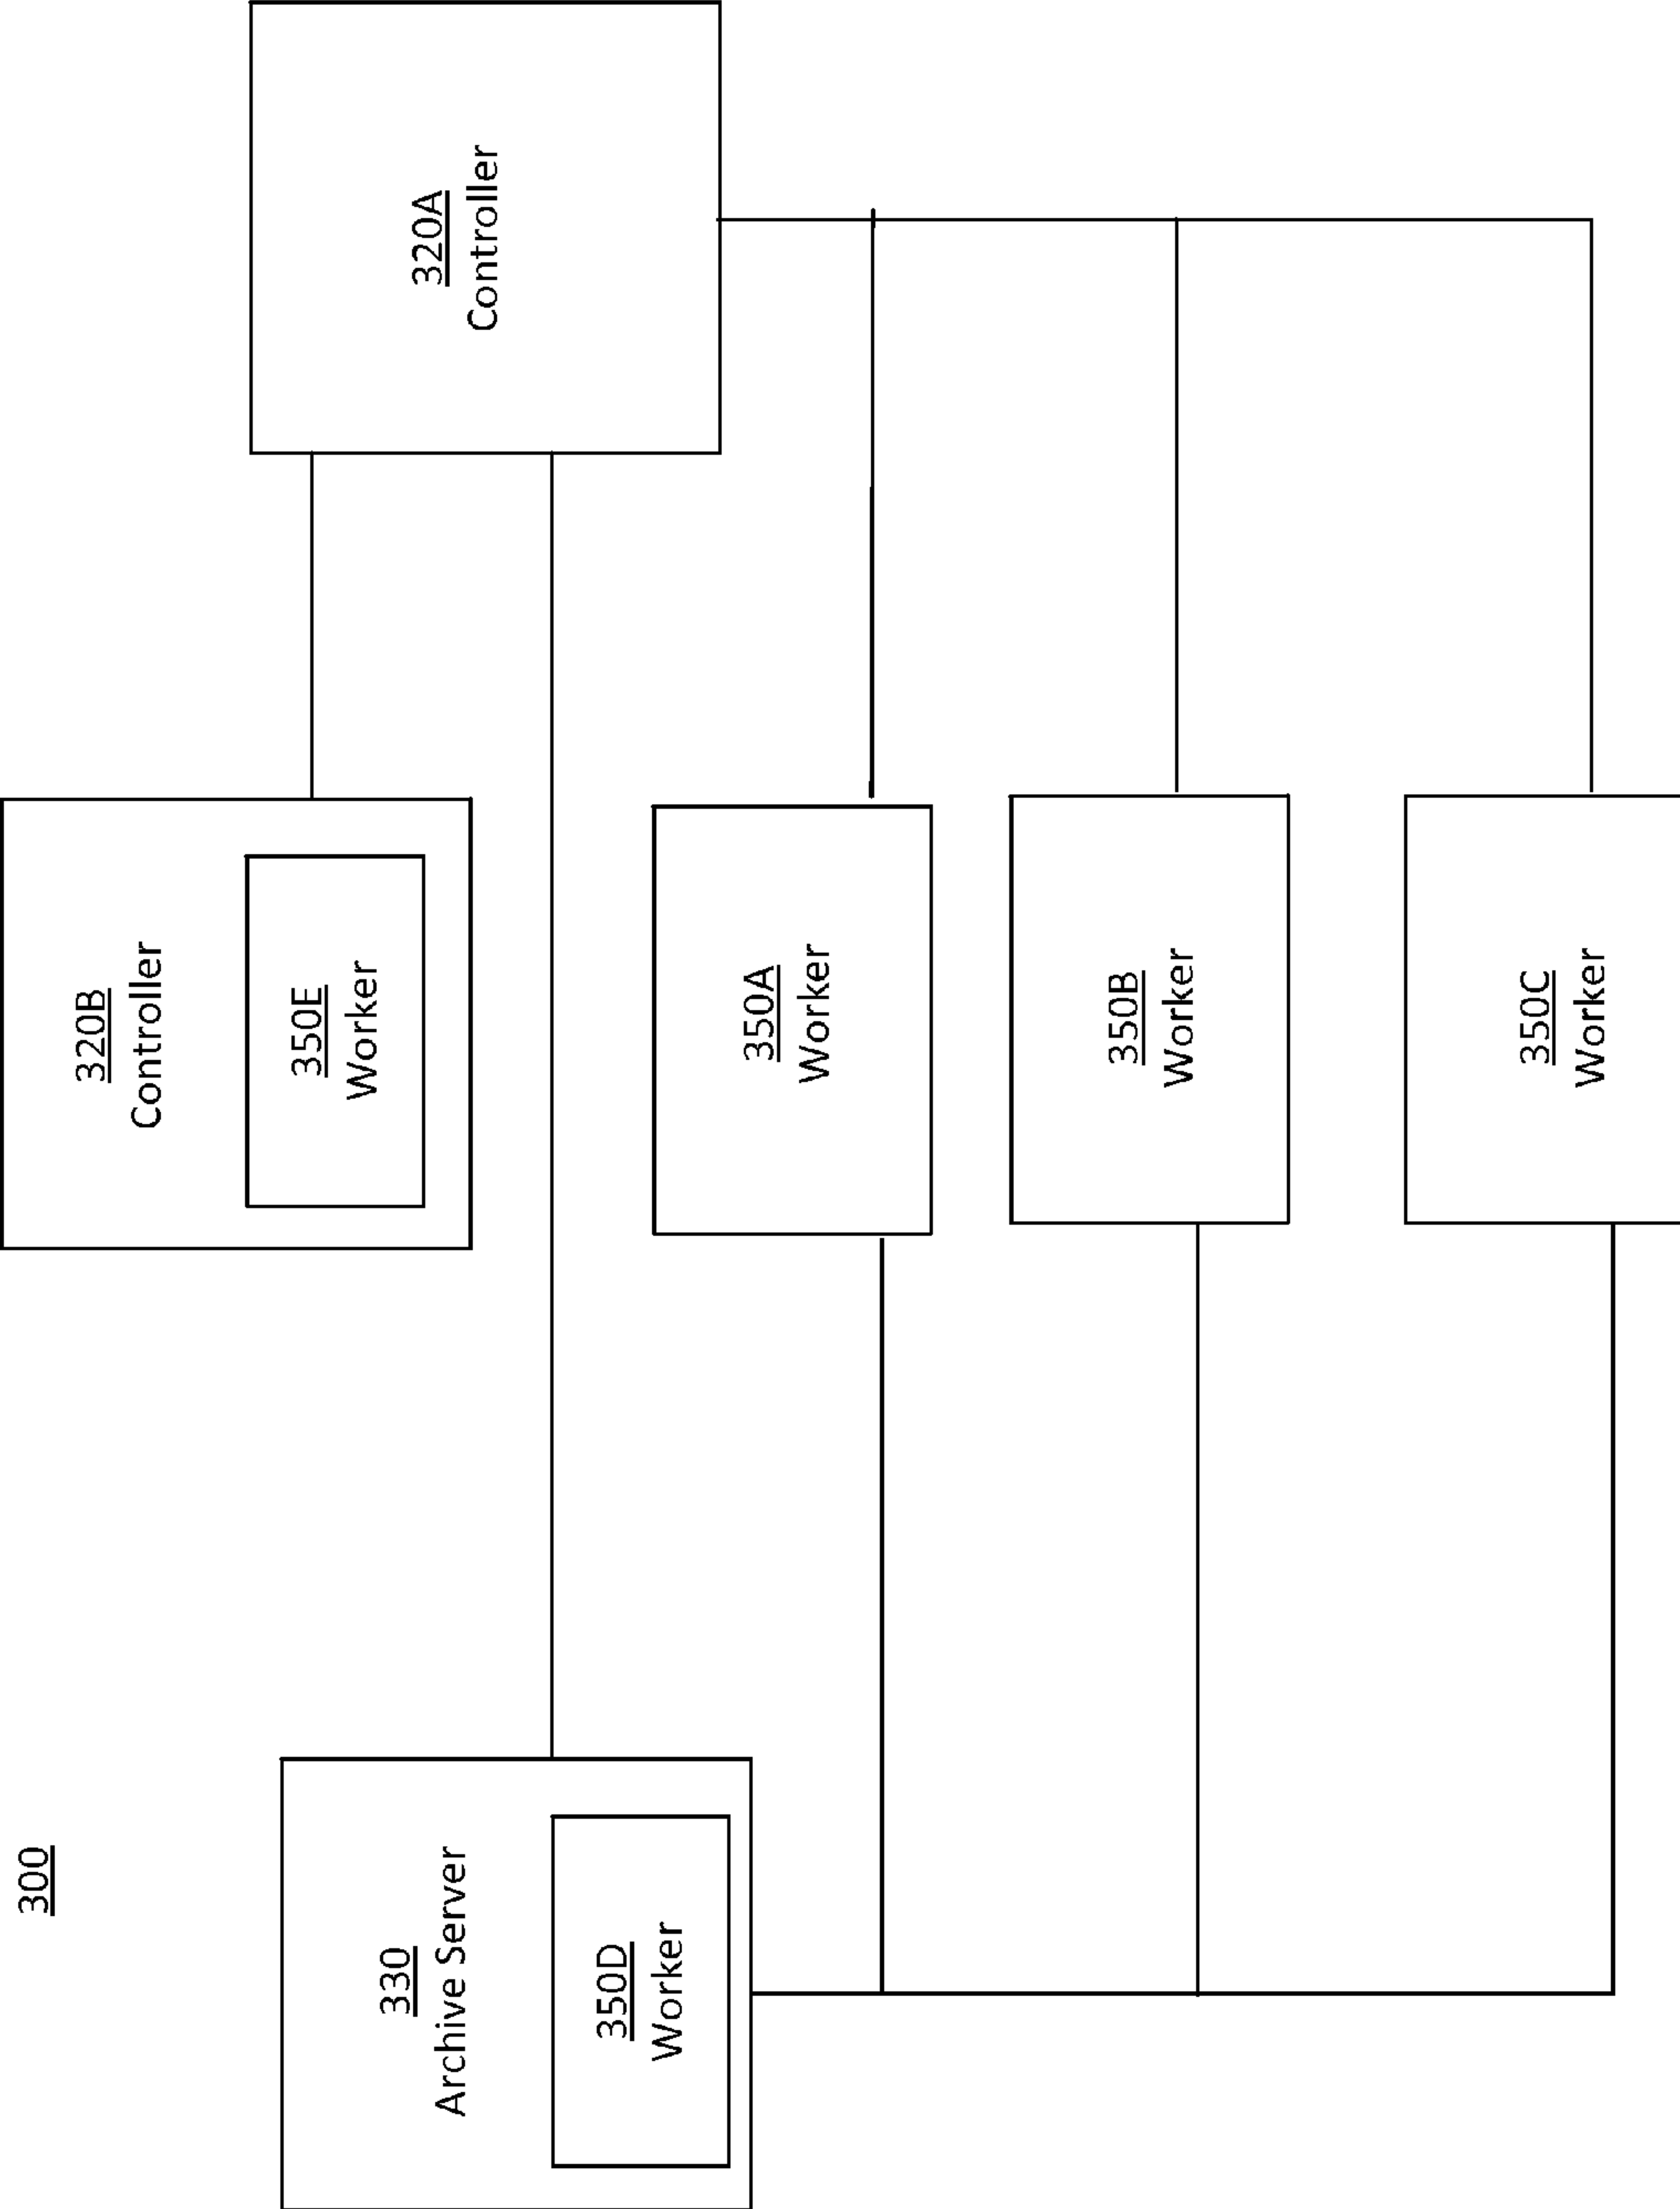 300
320B
Controller
350E
Worker
330
Archive Server
350D
Worker
320A
Controller
350A
Worker
350B
Worker
350C
Worker